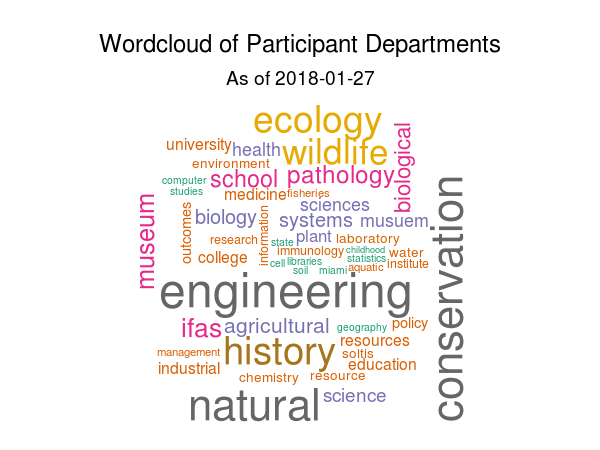 Wordcloud of Participant Departments
As of 2018-01-27
ecology
university
health
wildlife
biological
environment
computer
school
pathology
studies
medicine
fisheries
museum
outcomes
biology
sciences
information
systems
musuem
conservation
research
state
plant
laboratory
college
immunology
childhood
water
cell
libraries
statistics
institute
soil
miami
aquatic
engineering
ifas
agricultural
geography
policy
history
resources
management
soltis
industrial
education
chemistry
resource
natural
science